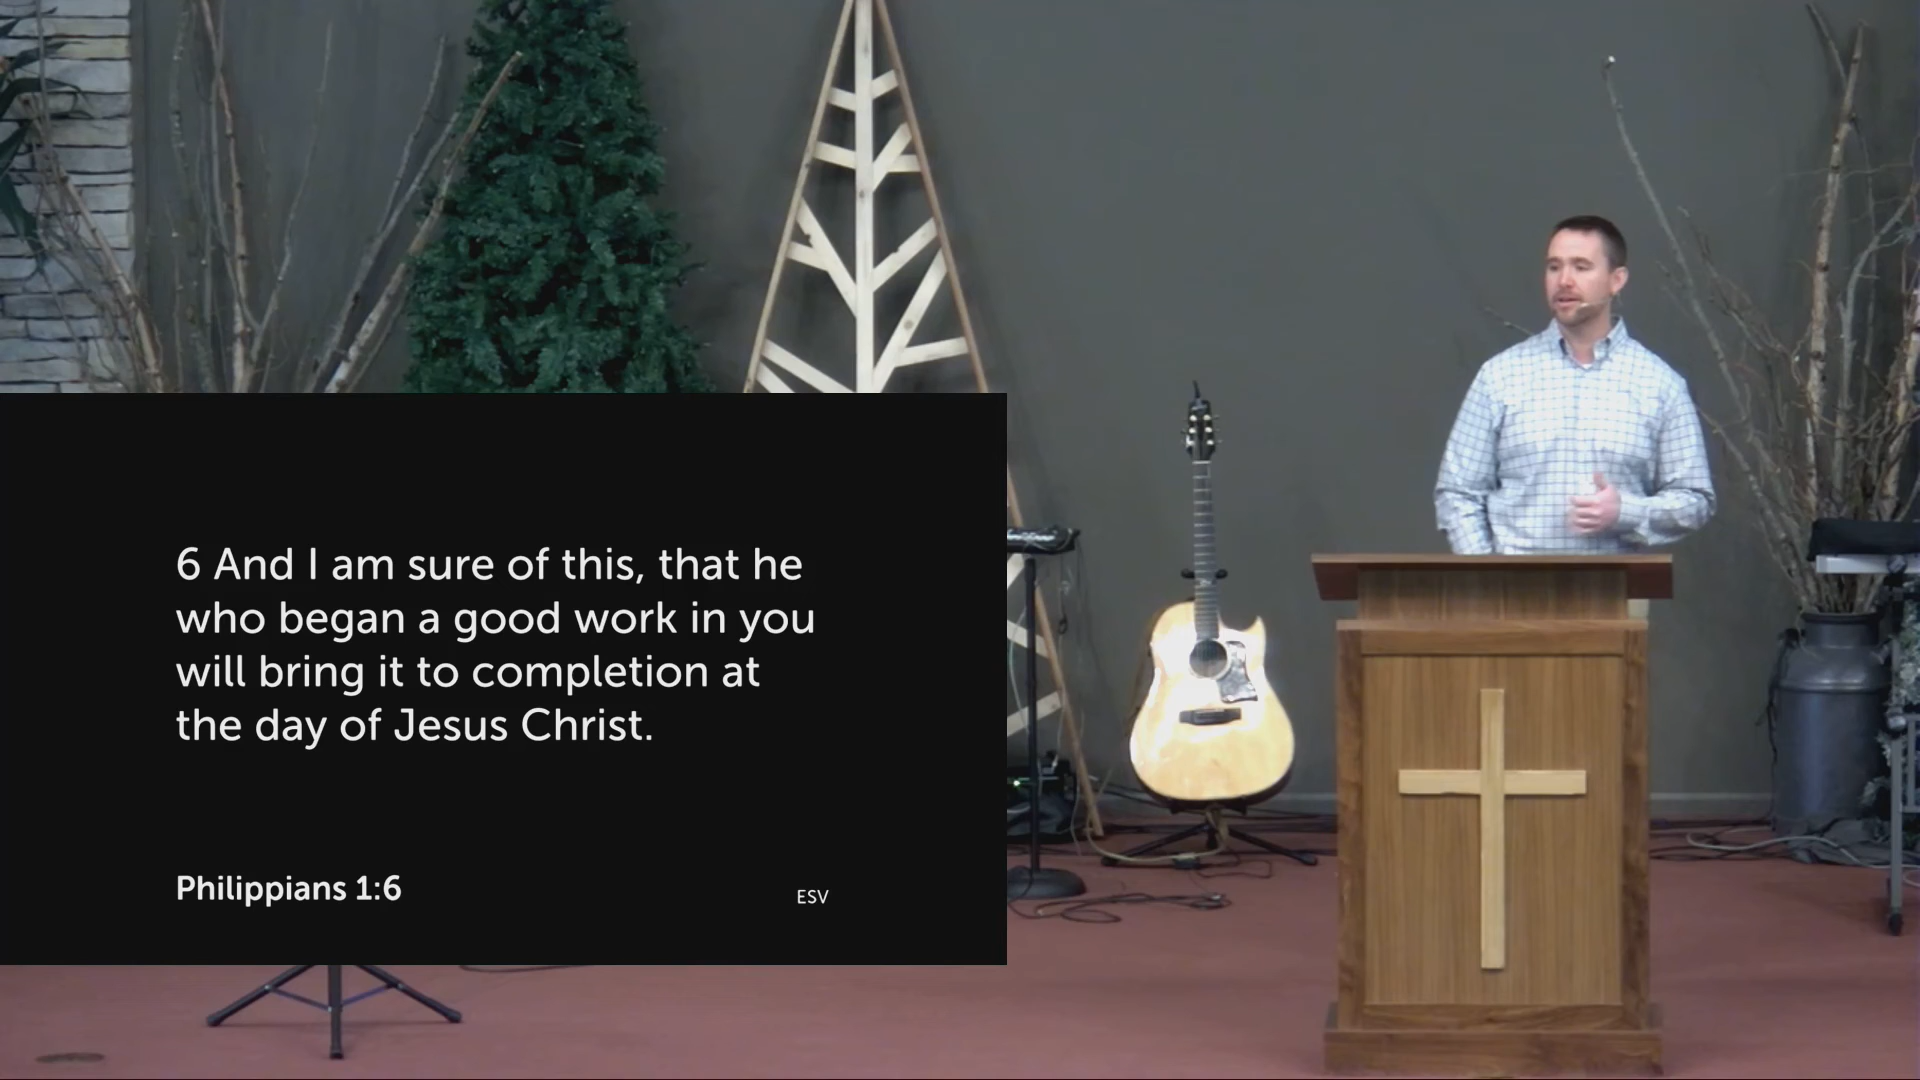 6 And I am sure of this, that he
who began a good work in you
will bring it to completion at
the day of Jesus Christ.
Philippians 1:6
ESV